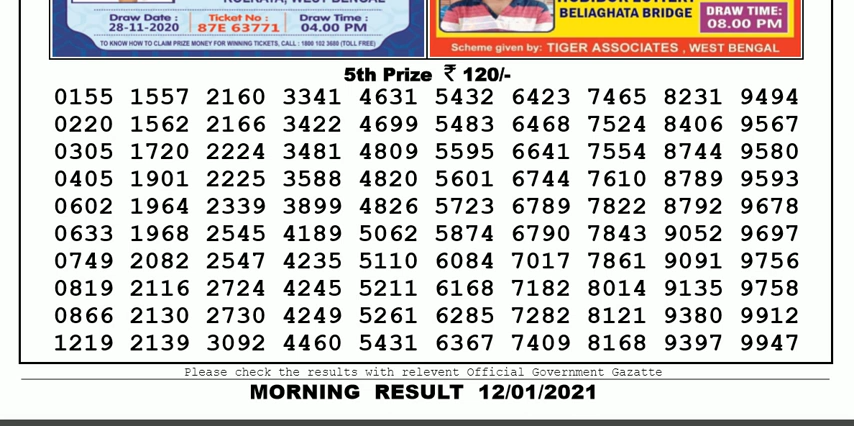 KOLKATA, WEST BENGAL
Draw Date : Ticket No : Draw Time :
28-11-2020 87E 63771 04.00 PM
TO KNOW HOW TO CLAIM PRIZE MONEY FOR WINNING TICKETS, CALL : 1800 102 3680 (TOLL FREE)
BELIAGHATA BRIDGE
DRAW TIME:
08.00 PM
Scheme given by: TIGER ASSOCIATES , WEST BENGAL
5th Prize ₹ 120/-
0155 1557 2160 3341 4631 5432 6423 7465 8231 9494
0220 1562 2166 3422 4699 5483 6468 7524 8406 9567
0305 1720 2224 3481 4809 5595 6641 7554 8744 9580
0405 1901 2225 3588 4820 5601 6744 7610 8789 9593
0602 1964 2339 3899 4826 5723 6789 7822 8792 9678
0633 1968 2545 4189 5062 5874 6790 7843 9052 9697
0749 2082 2547 4235 5110 6084 7017 7861 9091 9756
0819 2116 2724 4245 5211 6168 7182 8014 9135 9758
0866 2130 2730 4249 5261 6285 7282 8121 9380 9912
1219 2139 3092 4460 5431 6367 7409 8168 9397 9947
Please check the results with relevent Official Government Gazatte
MORNING RESULT 12/01/2021